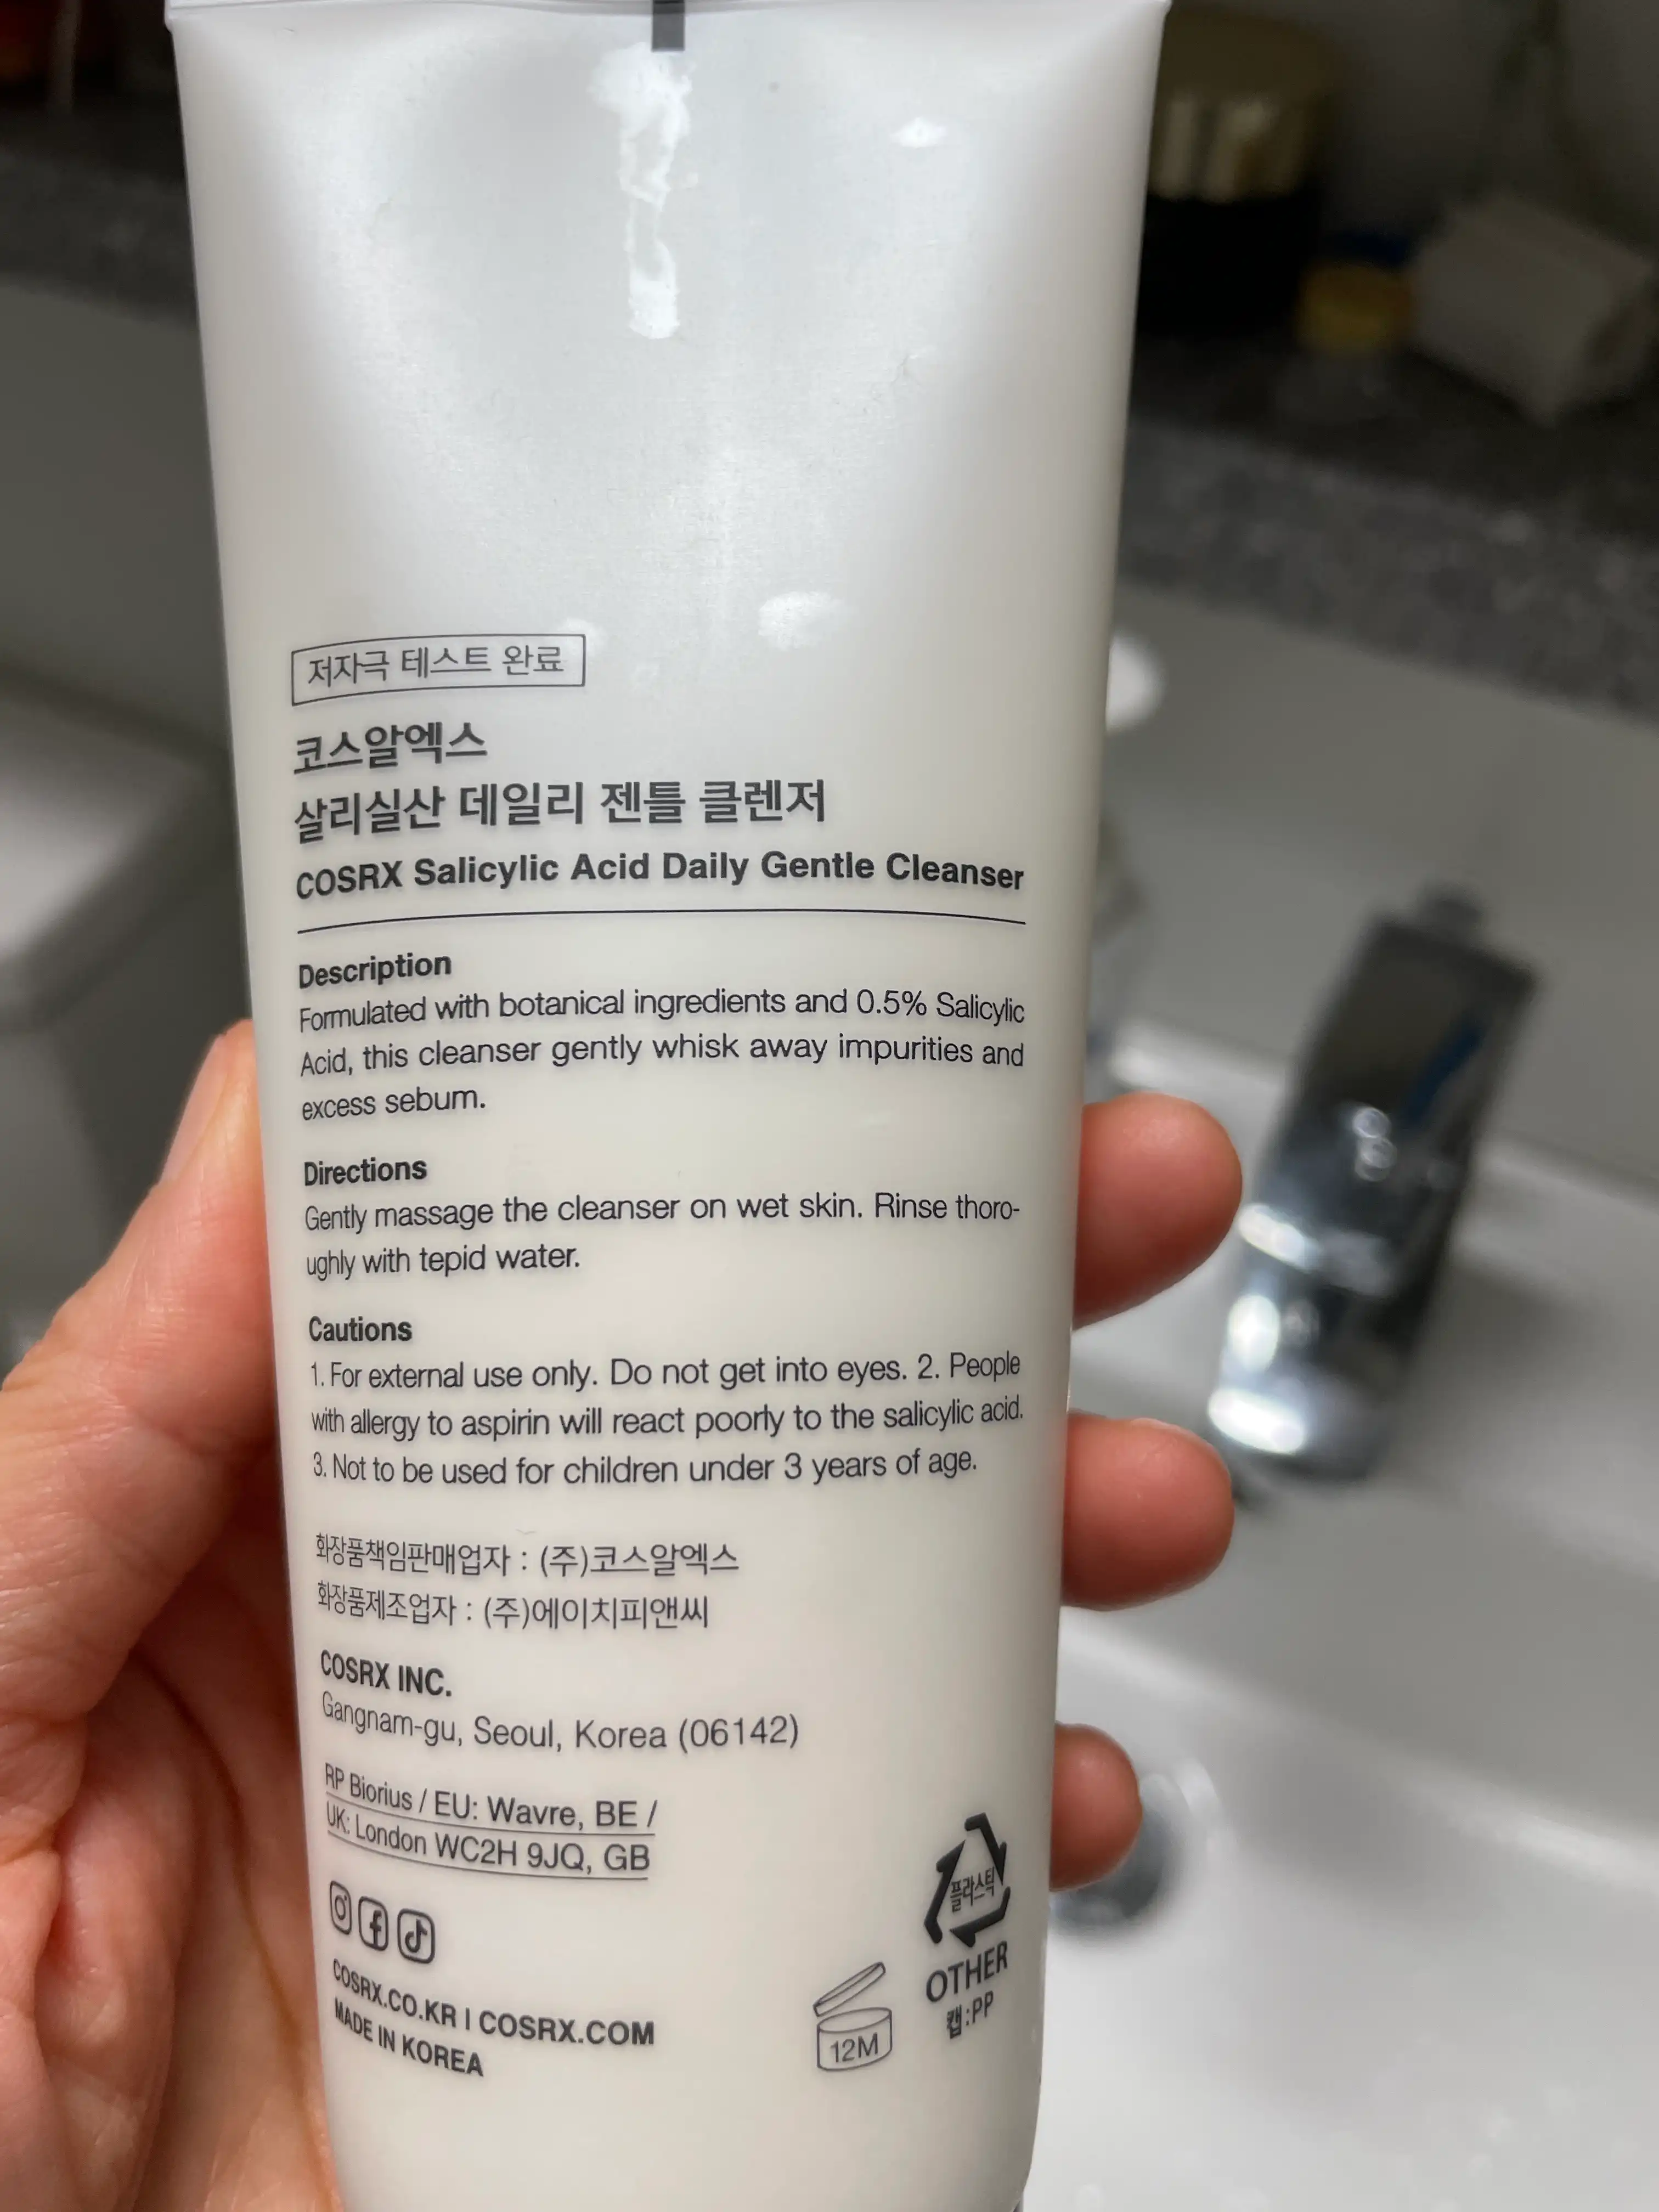 저자극 테스트 완료
코스알엑스
살리실산 데일리 젠틀 클렌저
COSRX Salicylic Acid Daily Gentle Cleanser
Description
Formulated with botanical ingredients and 0.5% Salicylic
Acid, this cleanser gently whisk away impurities and
excess sebum.
Directions
Gently massage the cleanser on wet skin. Rinse thoro-
ughly with tepid water.
Cautions
1. For external use only. Do not get into eyes. 2. People
with allergy to aspirin will react poorly to the salicylic acid.
3. Not to be used for children under 3 years of age.
화장품책임판매업자 : (주)코스알엑스
화장품제조업자 : (주)에이치피앤씨
COSRX INC.
Gangnam-gu, Seoul, Korea (06142)
RP Biorius / EU: Wavre, BE /
UK: London WC2H 9JQ, GB
COSRX.CO.KR I COSRX.COM
MADE IN KOREA
12M
플라스틱
OTHER
캡:PP